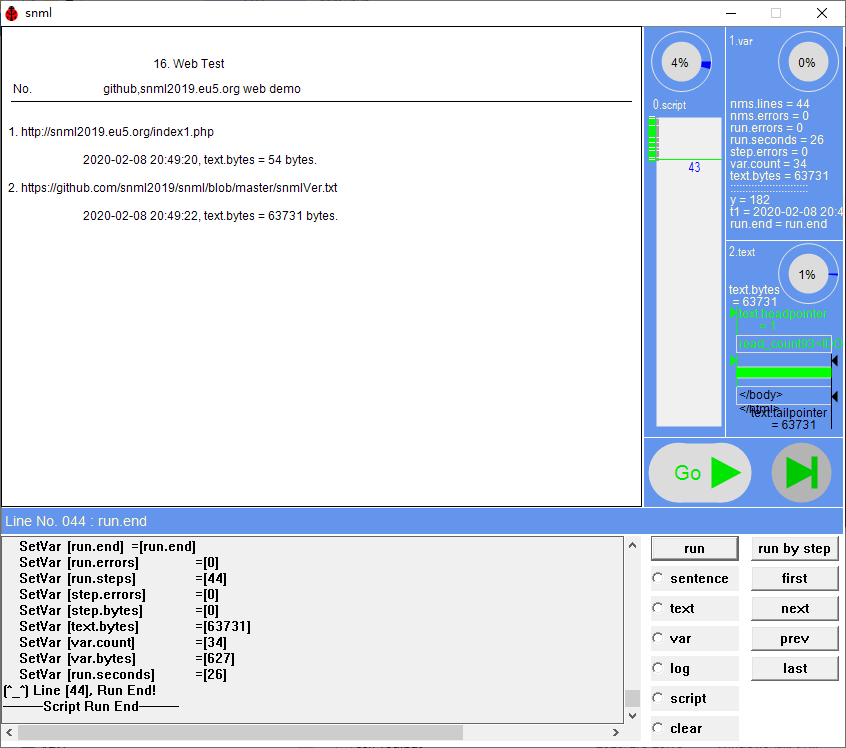 snml
16. Web Test
No. github,snml2019.eu5.org web demo
1. http://snml2019.eu5.org/index1.php
2020-02-08 20:49:20, text.bytes = 54 bytes.
2. https://github.com/snml2019/snml/blob/master/snmlVer.txt
2020-02-08 20:49:22, text.bytes = 63731 bytes.
4%
0.script
43
1.var
0%
nms.lines = 44
nms.errors = 0
run.errors = 0
run.seconds = 26
step.errors = 0
var.count = 34
text.bytes = 63731
y = 182
t1 = 2020-02-08 20:4
run.end = run.end
2.text
1%
text.bytes
= 63731
text.headpointer
</body>
</html>
text.tailpointer
= 63731
Go
Line No. 044 : run.end
SetVar [run.end] =[run.end]
SetVar [run.errors] =[0]
SetVar [run.steps] =[44]
SetVar [step.errors] =[0]
SetVar [step.bytes] =[0]
SetVar [text.bytes] =[63731]
SetVar [var.count] =[34]
SetVar [var.bytes] =[627]
SetVar [run.seconds] =[26]
(^_^) Line [44], Run End!
———Script Run End———
run
run by step
sentence
first
text
next
var
prev
log
last
script
clear